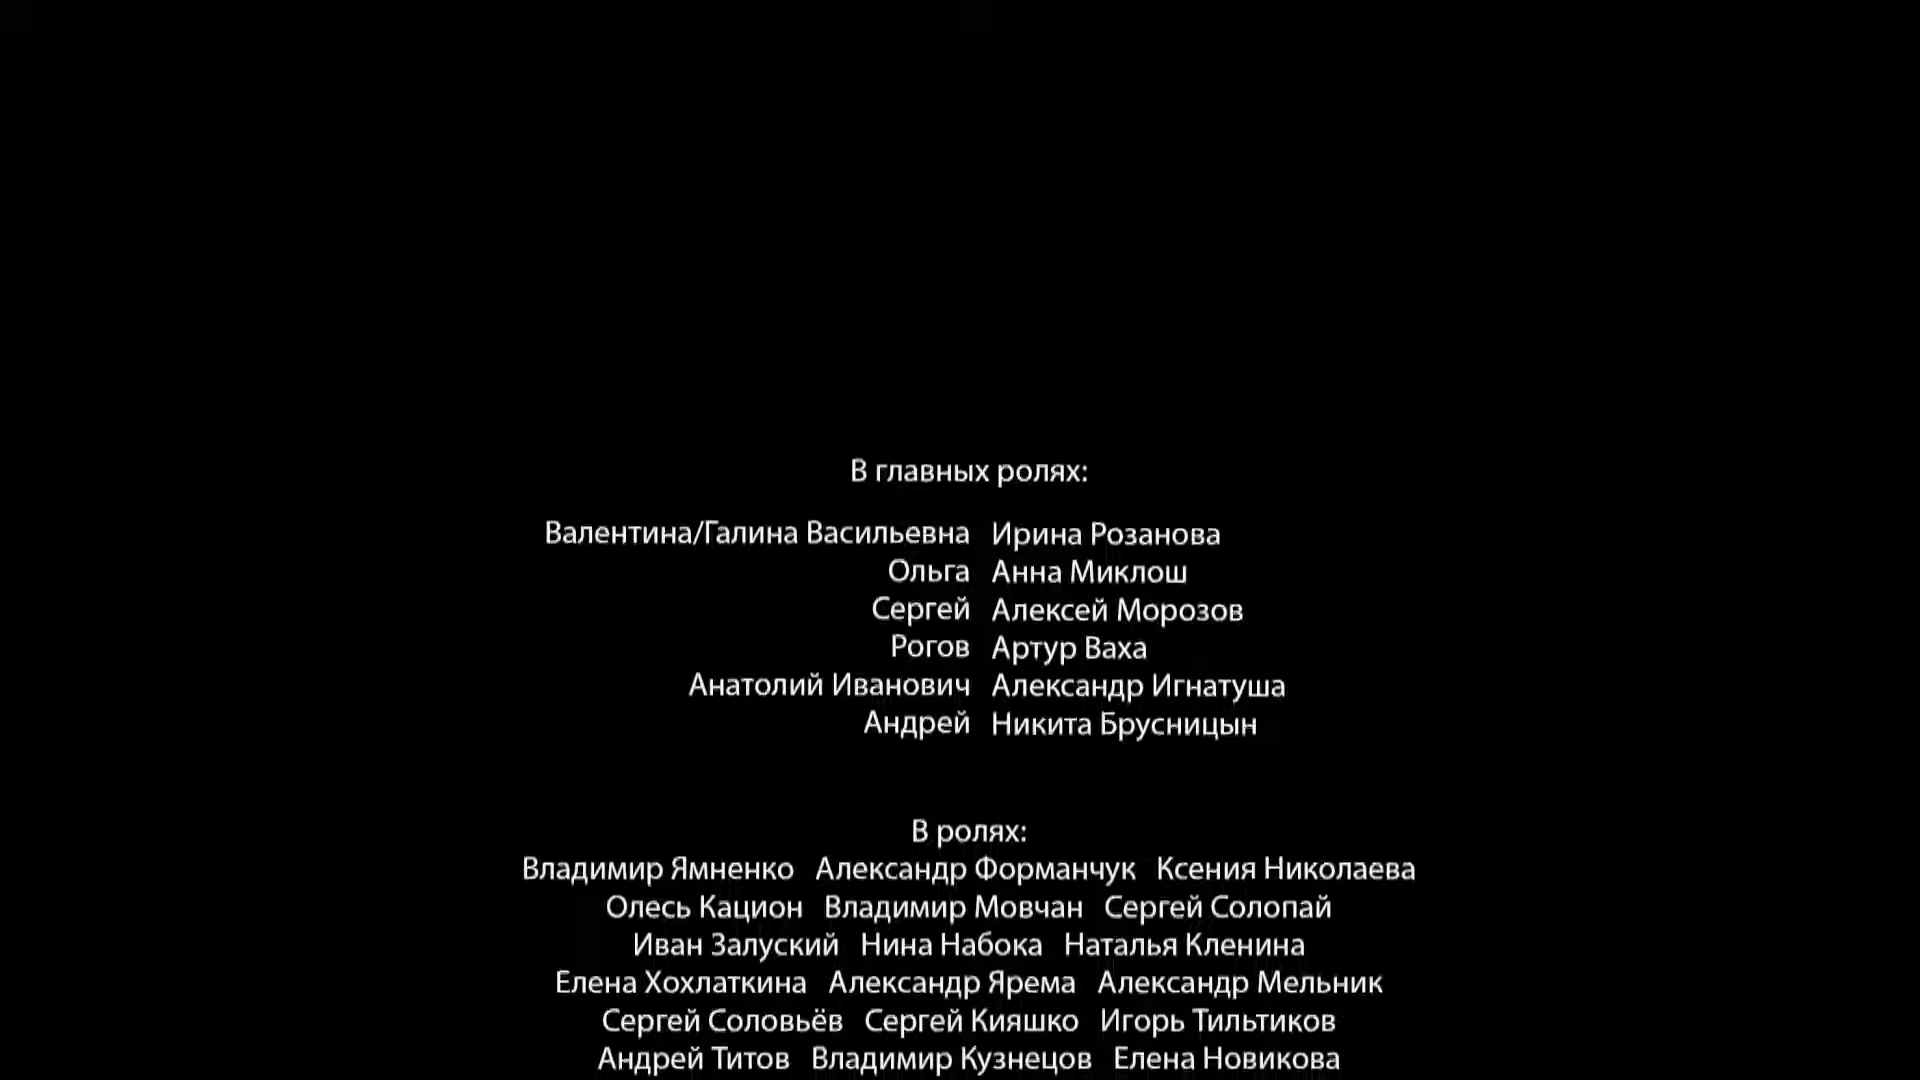 В главных ролях:
Валентина/Галина Васильевна Ирина Розанова
Ольга Анна Миклош
Сергей Алексей Морозов
Рогов Артур Ваха
Анатолий Иванович Александр Игнатуша
Андрей Никита Брусницын
В ролях:
Владимир Ямненко Александр Форманчук Ксения Николаева
Олесь Кацион Владимир Мовчан Сергей Солопай
Иван Залуский Нина Набока Наталья Кленина
Елена Хохлаткина Александр Ярема Александр Мельник
Сергей Соловьёв Сергей Кияшко Игорь Тильтиков
Андрей Титов Владимир Кузнецов Елена Новикова